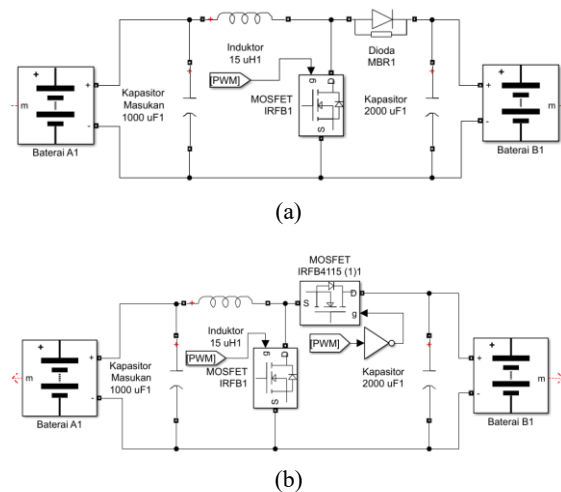 +
m
-
Baterai A1
Kapasitor
Masukan
1000 uF1
+
Induktor
15 uH1
[PWM]
g
D
S
MOSFET
IRFB1
Dioda
MBR1
Kapasitor
2000 uF1
+
+
m
-
Baterai B1
(a)
MOSFET
IRFB4115 (1)1
S
D
g
[PWM]
+
Induktor
15 uH1
[PWM]
g
D
S
MOSFET
IRFB1
+
m
-
Baterai A1
Kapasitor
Masukan
1000 uF1
+
Kapasitor
2000 uF1
+
+
m
-
Baterai B1
(b)